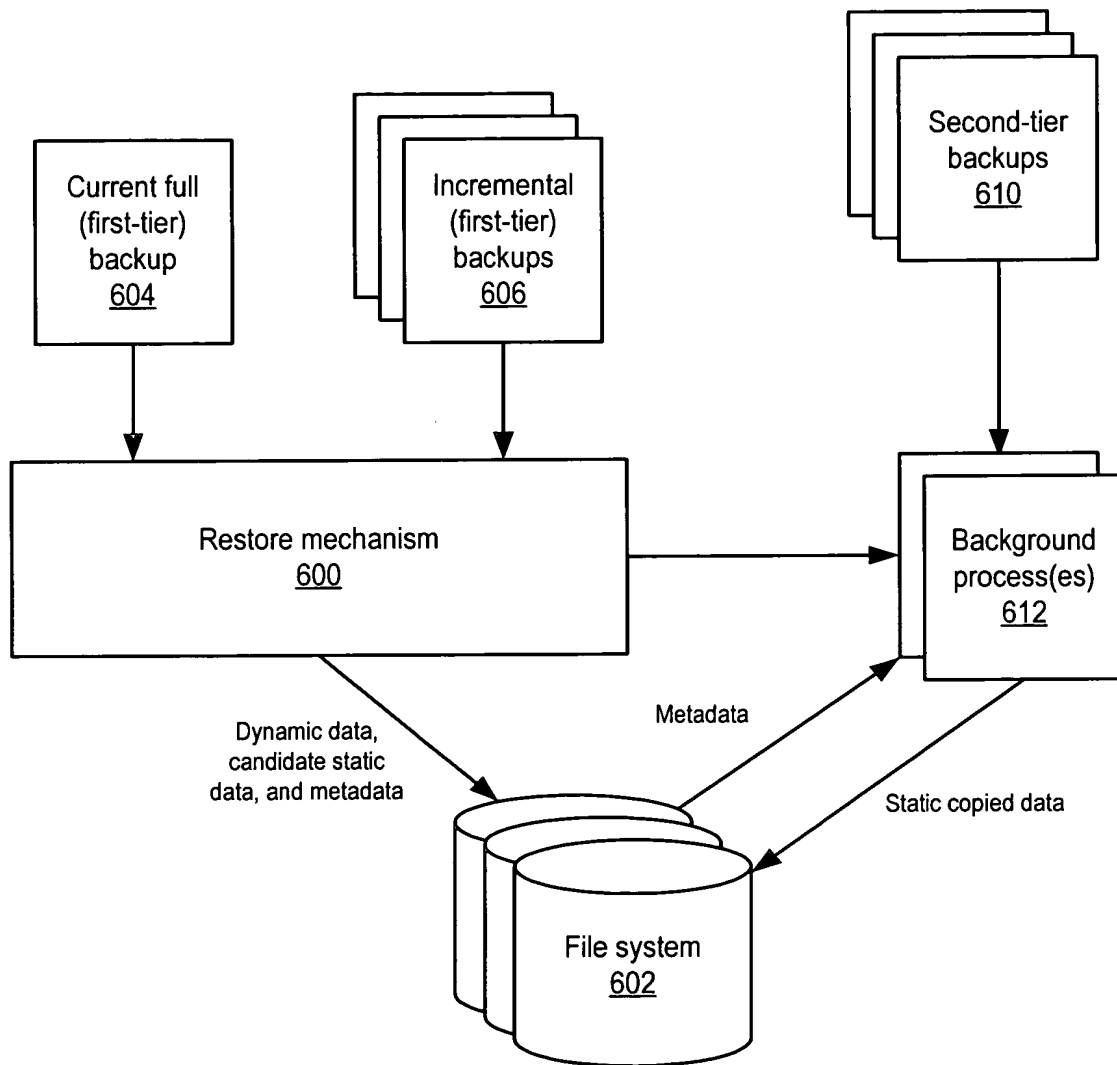 Current full
(first-tier)
backup
604
Incremental
(first-tier)
backups
606
Second-tier
backups
610
Restore mechanism
600
Background
process(es)
612
Dynamic data,
candidate static
data, and metadata
Metadata
Static copied data
File system
602